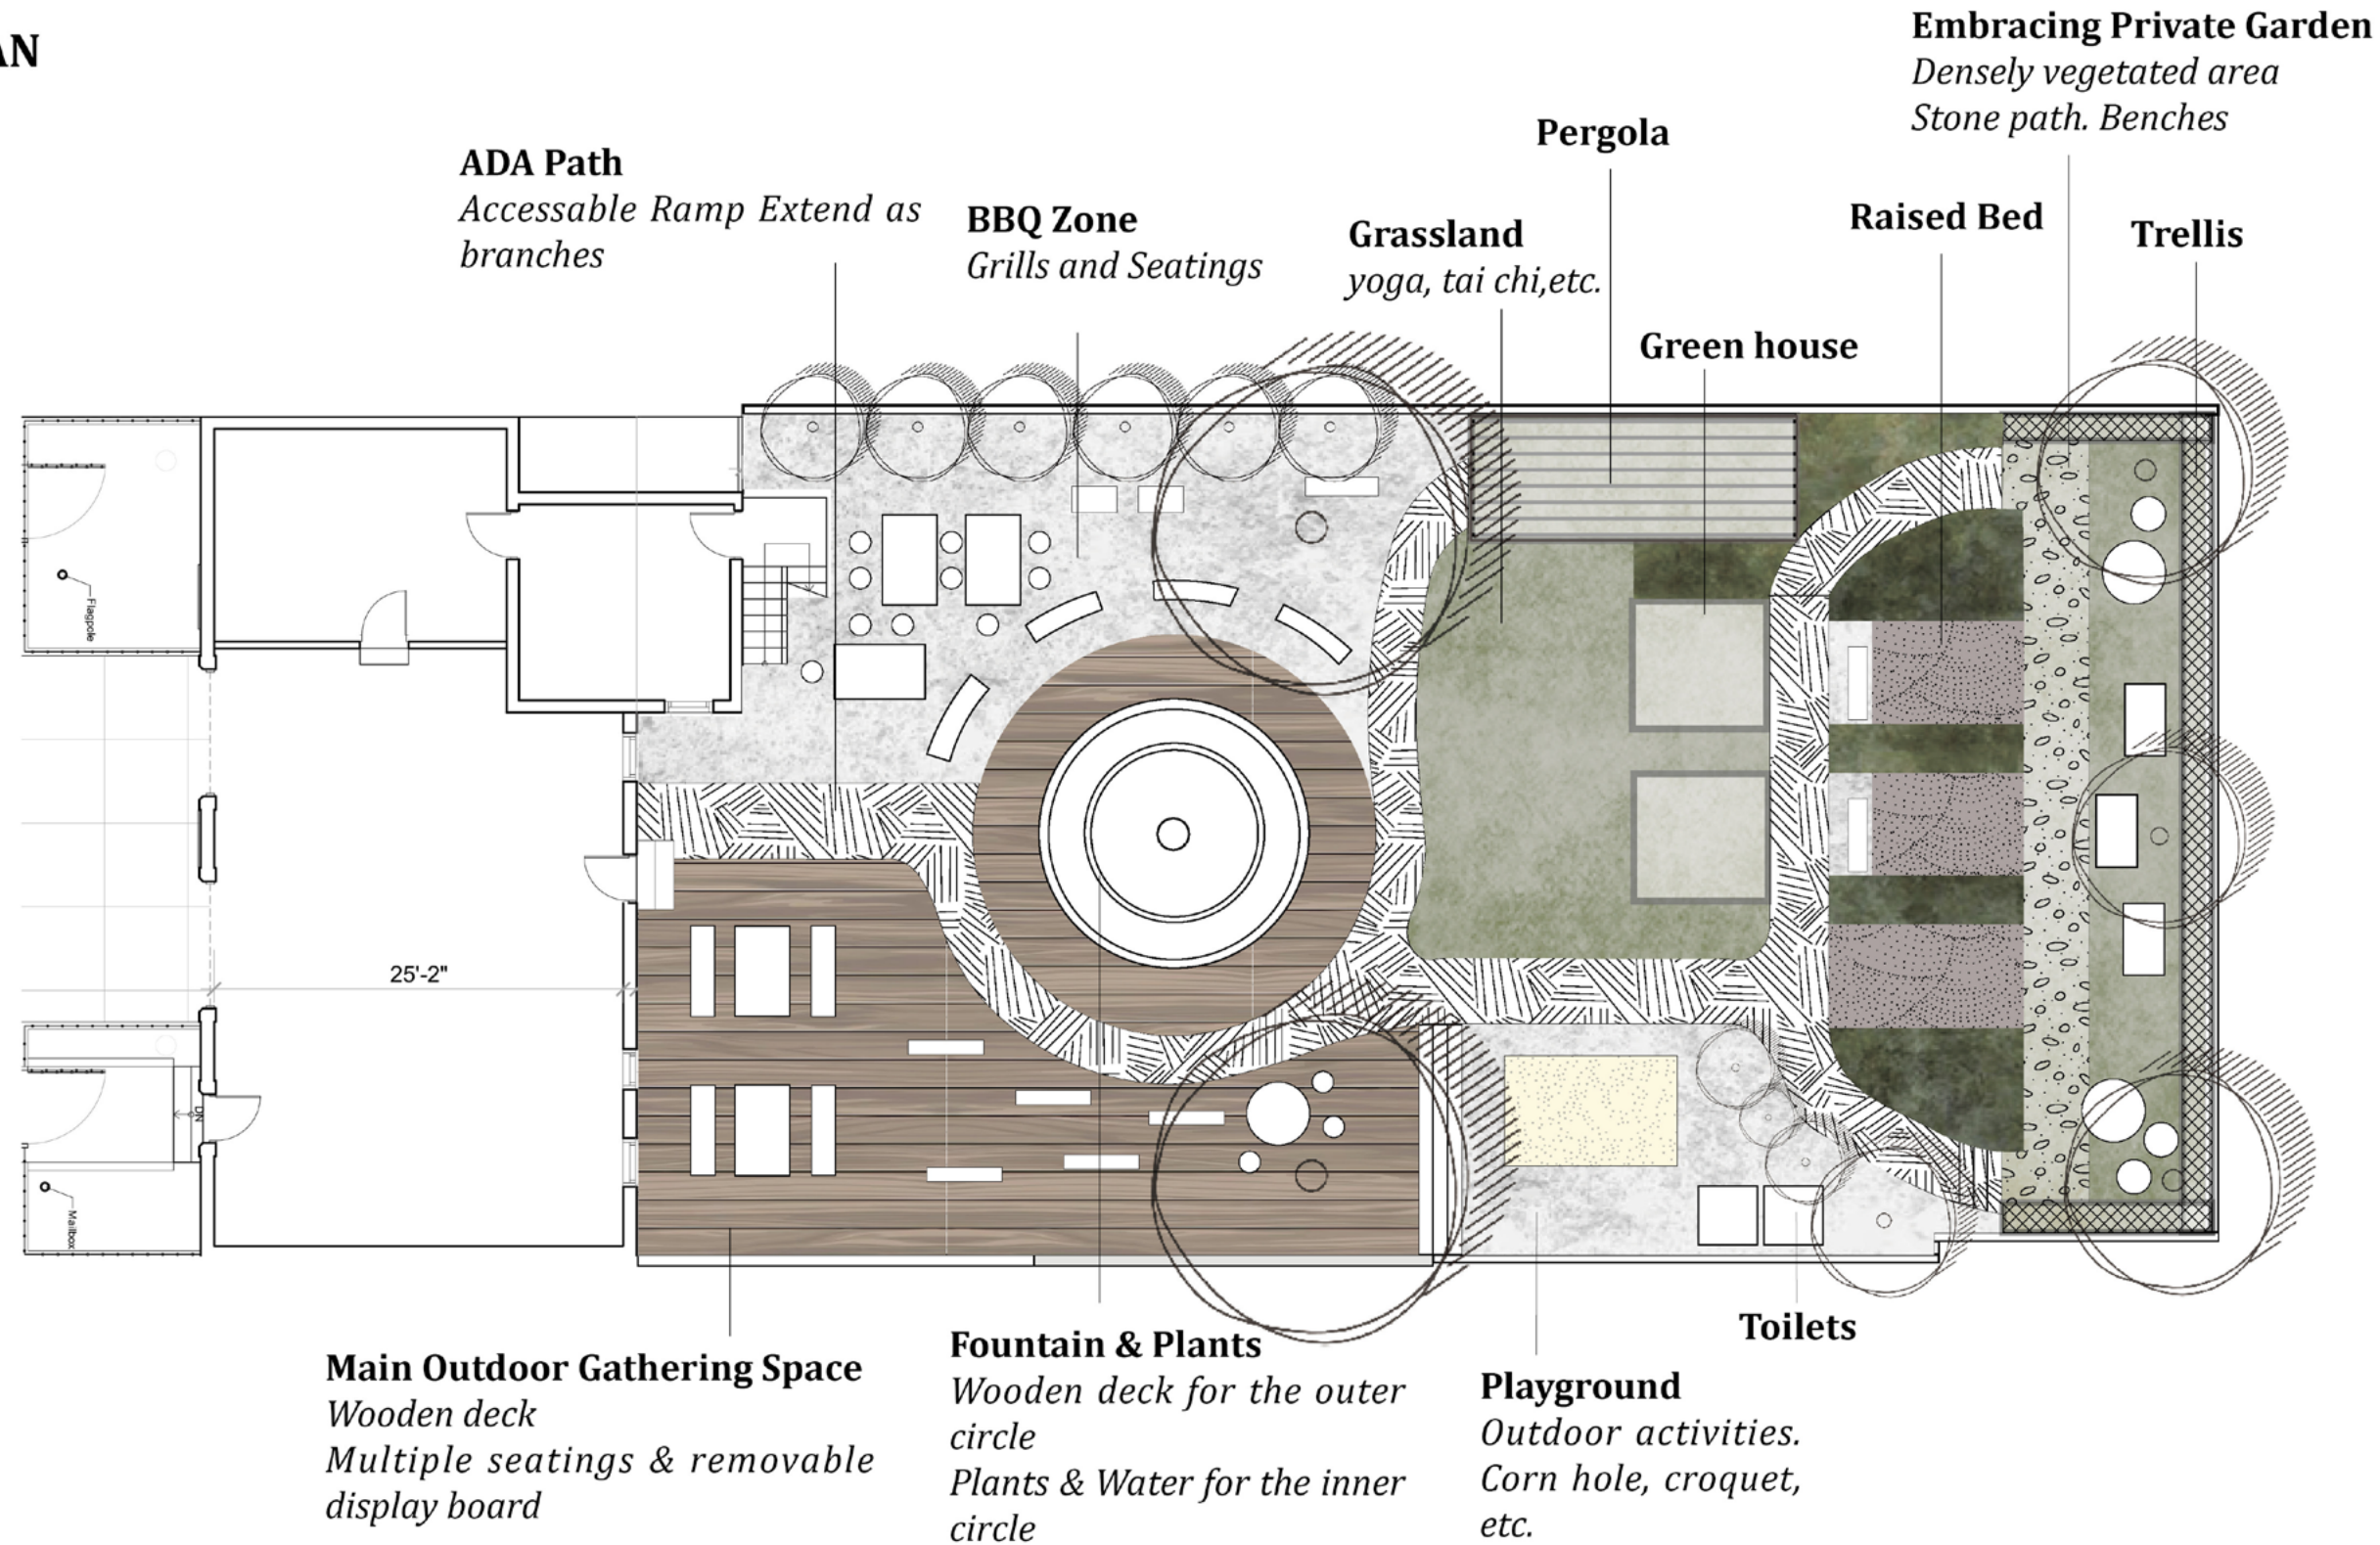 AN
Embracing Private Garden
Densely vegetated area
Stone path. Benches
Pergola
ADA Path
Accessable Ramp Extend as
branches
BBQ Zone
Grills and Seatings
Grassland
yoga, tai chi,etc.
Raised Bed
Trellis
Green house
Flagpole
25'-2"
DN
Mailbox
Main Outdoor Gathering Space
Wooden deck
Multiple seatings & removable
display board
Fountain & Plants
Wooden deck for the outer
circle
Plants & Water for the inner
circle
Playground
Outdoor activities.
Corn hole, croquet,
etc.
Toilets